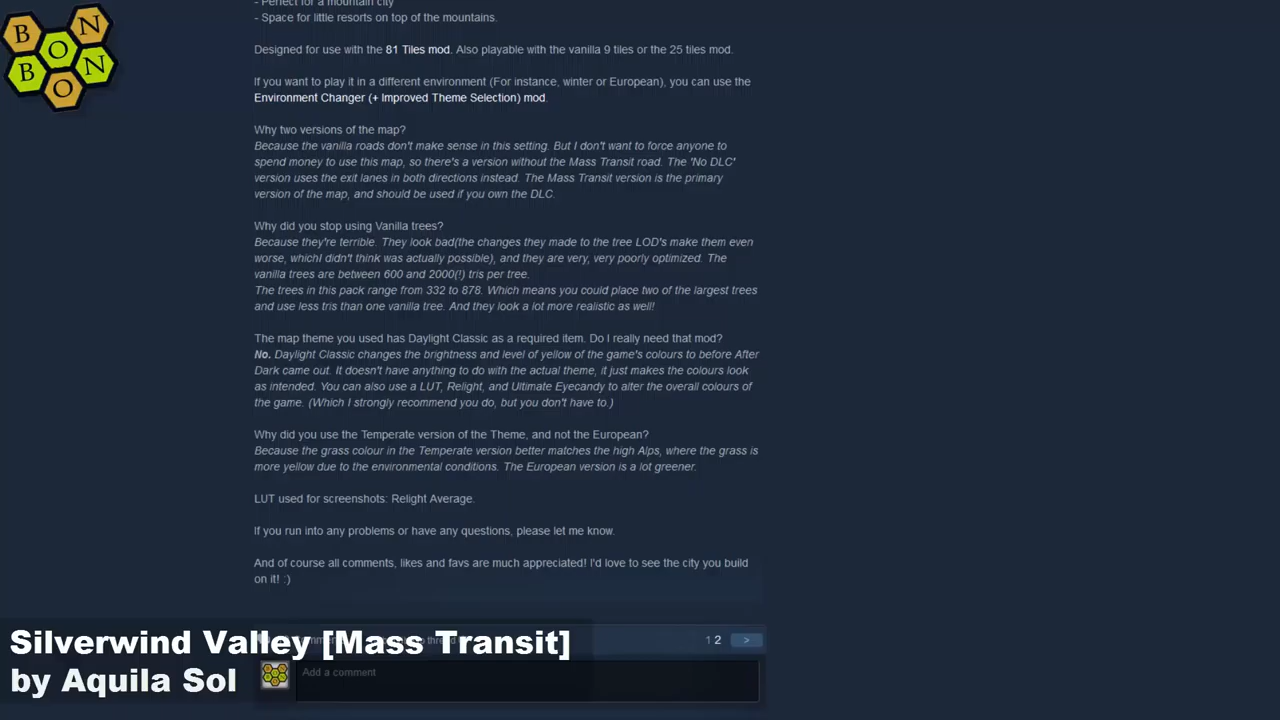 BON
BON
O
- Perfect for a mountain city
- Space for little resorts on top of the mountains.
Designed for use with the 81 Tiles mod. Also playable with the vanilla 9 tiles or the 25 tiles mod.
If you want to play it in a different environment (For instance, winter or European), you can use the
Environment Changer (+ Improved Theme Selection) mod.
Why two versions of the map?
Because the vanilla roads don't make sense in this setting. But I don't want to force anyone to
spend money to use this map, so there's a version without the Mass Transit road. The 'No DLC'
version uses the exit lanes in both directions instead. The Mass Transit version is the primary
version of the map, and should be used if you own the DLC.
Why did you stop using Vanilla trees?
Because they're terrible. They look bad(the changes they made to the tree LOD's make them even
worse, whichI didn't think was actually possible), and they are very, very poorly optimized. The
vanilla trees are between 600 and 2000(!) tris per tree.
The trees in this pack range from 332 to 878. Which means you could place two of the largest trees
and use less tris than one vanilla tree. And they look a lot more realistic as well!
The map theme you used has Daylight Classic as a required item. Do I really need that mod?
No. Daylight Classic changes the brightness and level of yellow of the game's colours to before After
Dark came out. It doesn't have anything to do with the actual theme, it just makes the colours look
as intended. You can also use a LUT, Relight, and Ultimate Eyecandy to alter the overall colours of
the game. (Which I strongly recommend you do, but you don't have to.)
Why did you use the Temperate version of the Theme, and not the European?
Because the grass colour in the Temperate version better matches the high Alps, where the grass is
more yellow due to the environmental conditions. The European version is a lot greener.
LUT used for screenshots: Relight Average.
If you run into any problems or have any questions, please let me know.
And of course all comments, likes and favs are much appreciated! I'd love to see the city you build
on it! :)
1 2 >
Silverwind Valley [Mass Transit]
by Aquila Sol
Add a comment